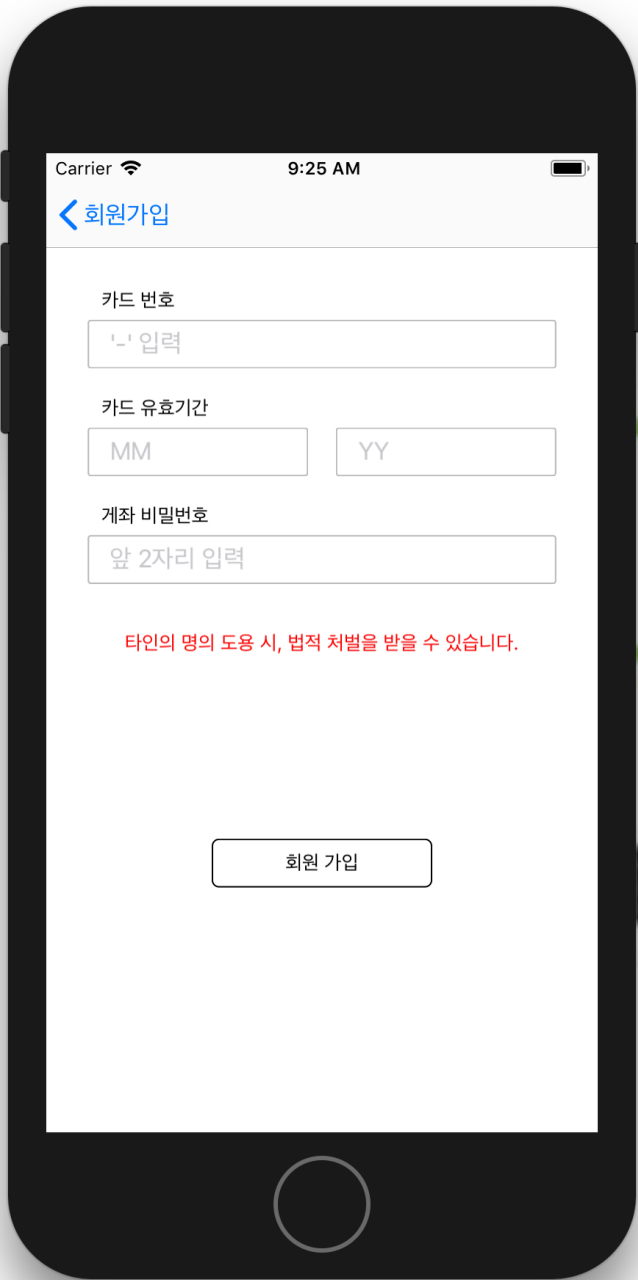 Carrier 9:25 AM
회원가입
카드 번호
'-' 입력
카드 유효기간
MM YY
계좌 비밀번호
앞 2자리 입력
타인의 명의 도용 시, 법적 처벌을 받을 수 있습니다.
회원 가입